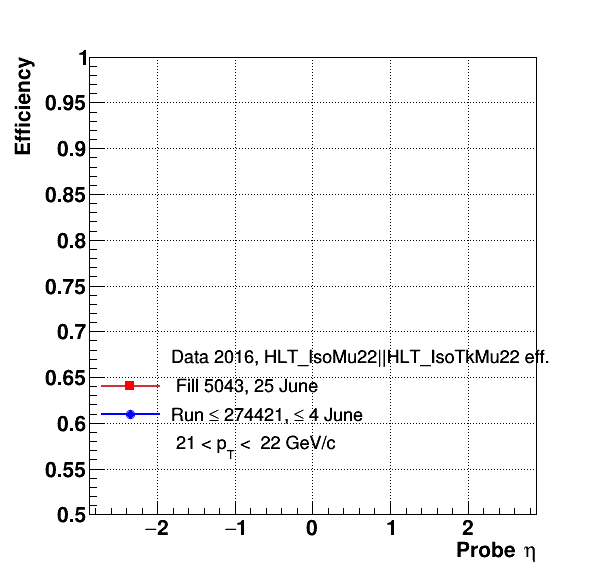 Efficiency
1
0.95
0.9
0.85
0.8
0.75
0.7
0.65
0.6
0.55
0.5
Data 2016, HLT_IsoMu22||HLT_IsoTkMu22 eff.
Fill 5043, 25 June
Run ≤ 274421, ≤ 4 June
21 < p_T < 22 GeV/c
−2 −1 0 1 2
Probe η